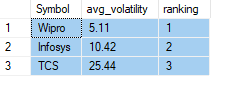 Symbol avg_volatility ranking
1 Wipro 5.11 1
2 Infosys 10.42 2
3 TCS 25.44 3